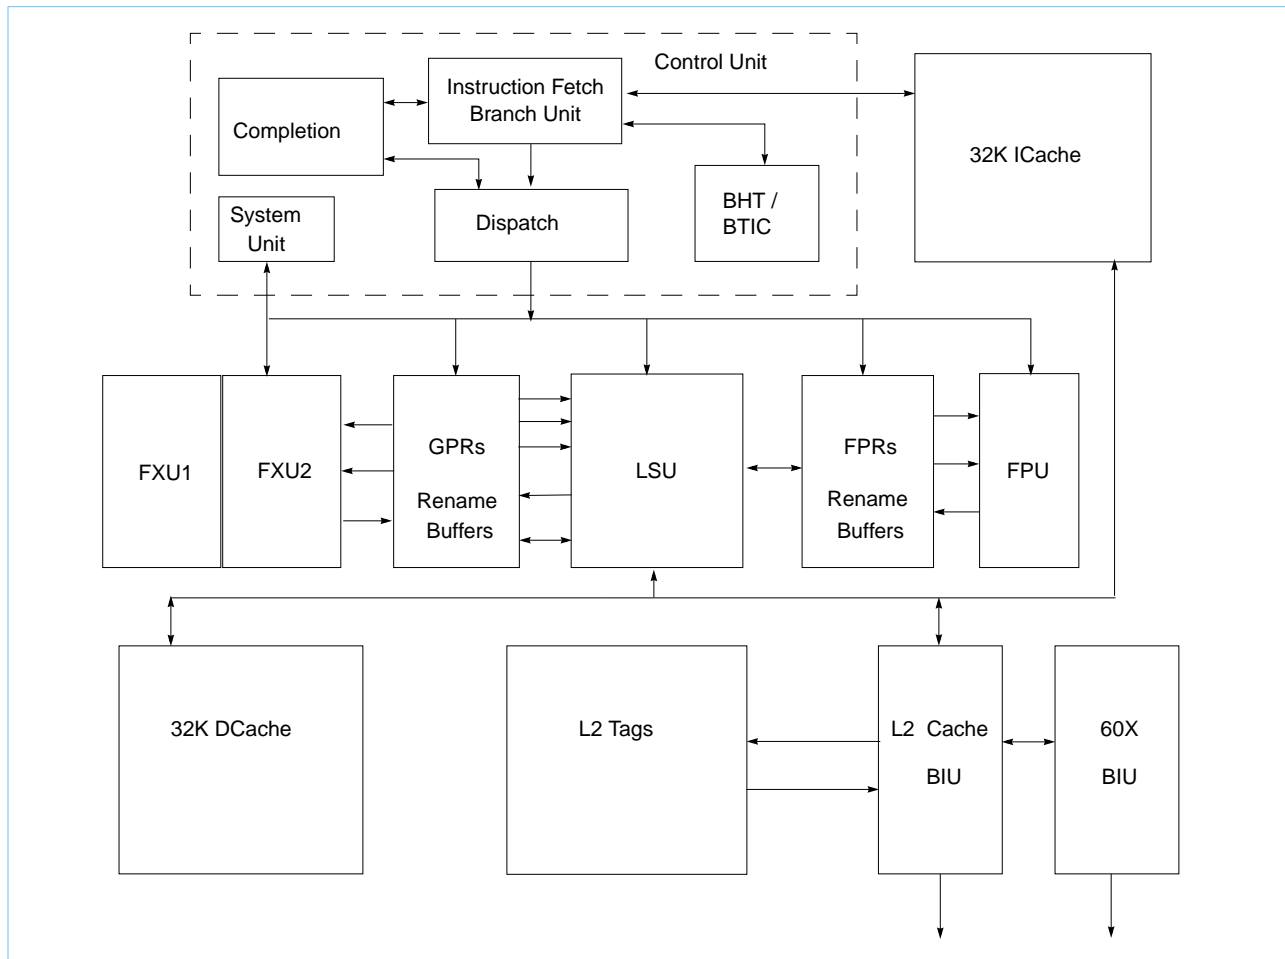 Control Unit
Instruction Fetch
Branch Unit
Completion
32K ICache
BHT /
BTIC
System
Unit
Dispatch
FXU1
FXU2
GPRs
Rename
Buffers
LSU
FPRs
Rename
Buffers
FPU
32K DCache
L2 Tags
L2 Cache
BIU
60X
BIU